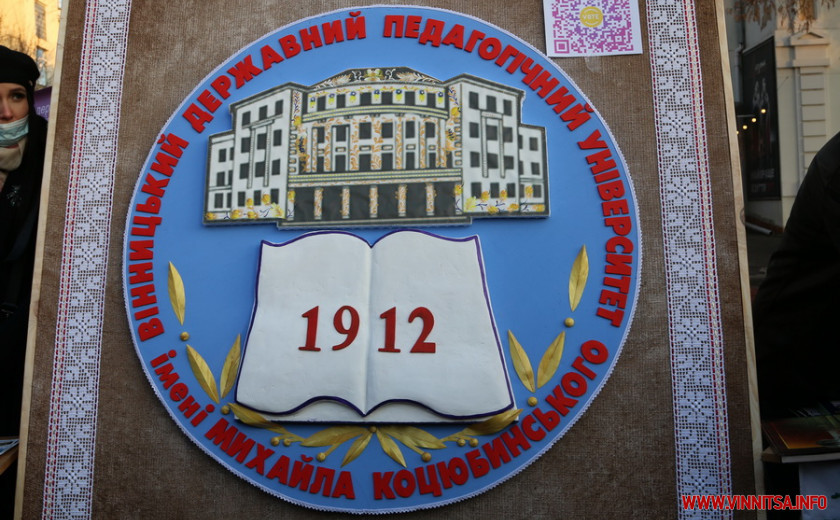 ВІННИЦЬКИЙ ДЕРЖАВНИЙ ПЕДАГОГІЧНИЙ УНІВЕРСИТЕТ
імені МИХАЙЛА КОЦЮБИНСЬКОГО
1912
WWW.VINNITSA.INFO